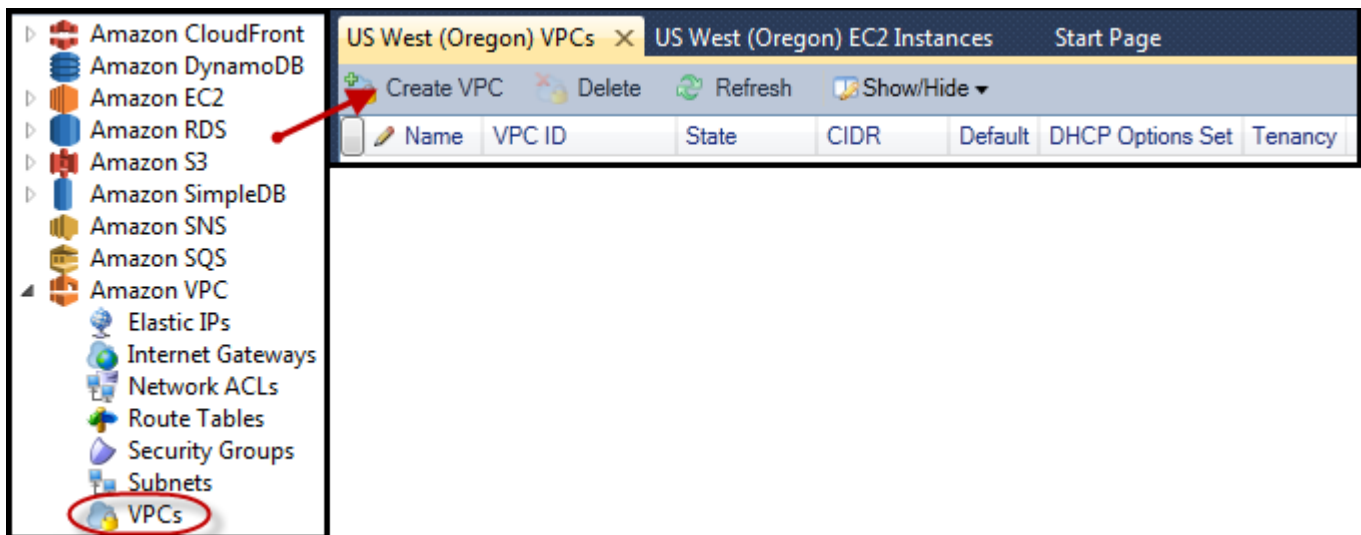 Amazon CloudFront
Amazon DynamoDB
Amazon EC2
Amazon RDS
Amazon S3
Amazon SimpleDB
Amazon SNS
Amazon SQS
Amazon VPC
Elastic IPs
Internet Gateways
Network ACLs
Route Tables
Security Groups
Subnets
VPCs
US West (Oregon) VPCs US West (Oregon) EC2 Instances Start Page
Create VPC Delete Refresh Show/Hide
Name VPC ID State CIDR Default DHCP Options Set Tenancy